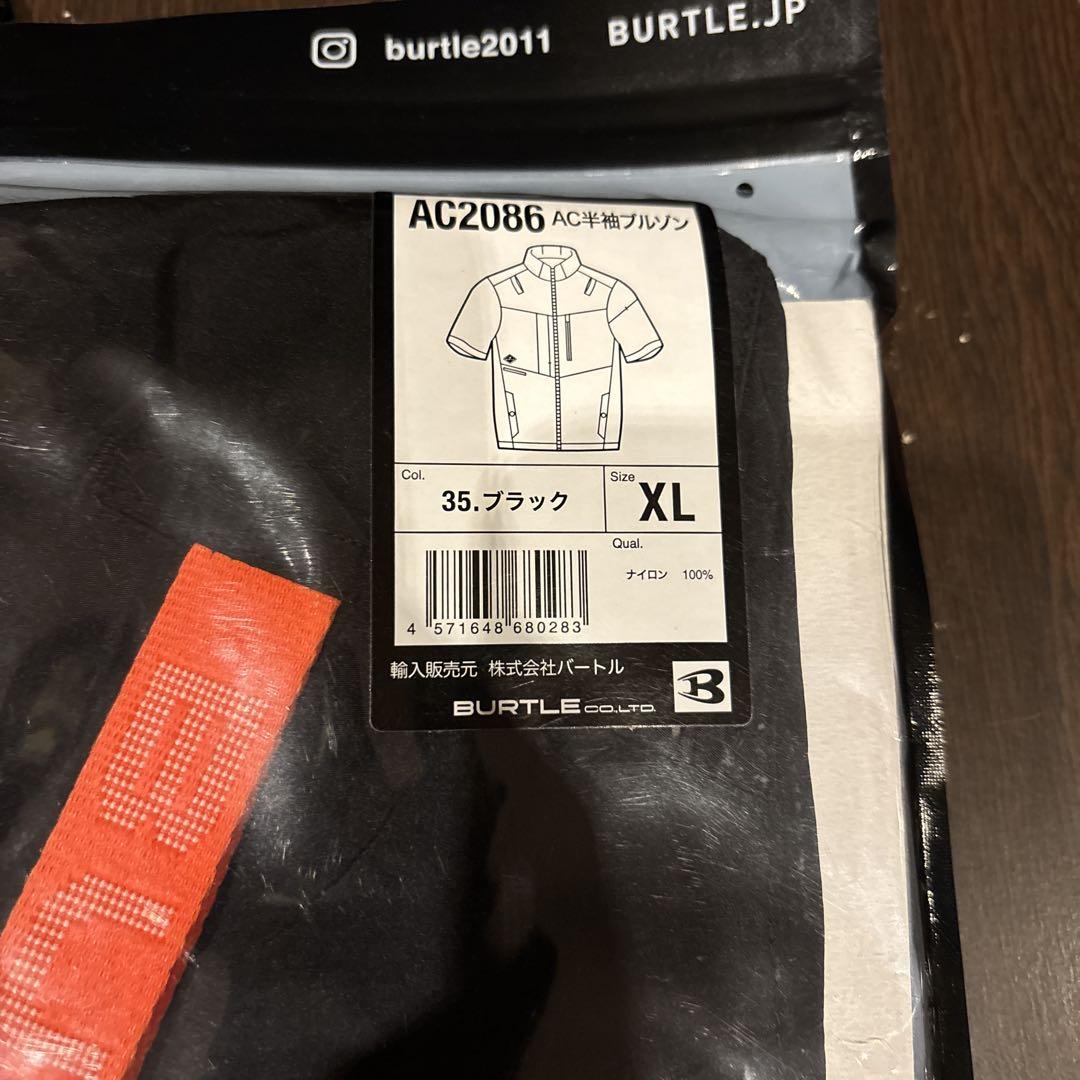 burtle2011 BURTLE.JP
AC2086 AC半袖ブルゾン
Col.
35.ブラック
Size
XL
Qual.
ナイロン 100%
4 571648 680283
輸入販売元 株式会社バートル
BURTLE CO.LTD.
B